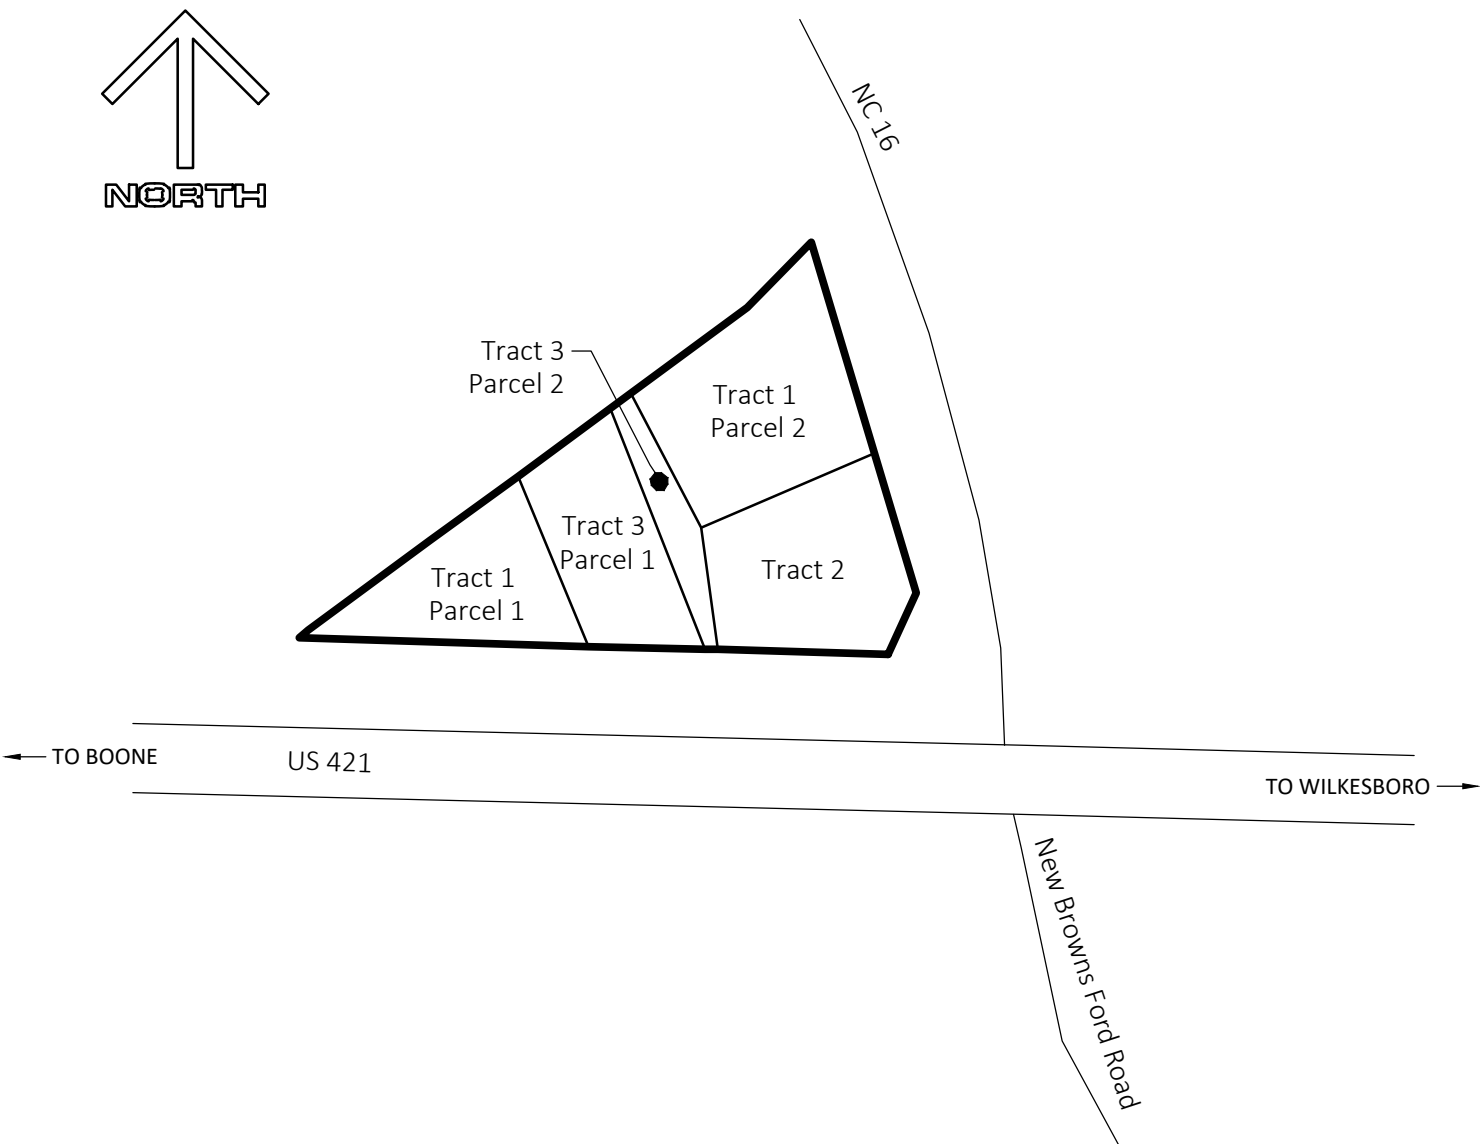 NORTH
NC 16
Tract 3
Parcel 2
Tract 1
Parcel 2
Tract 3
Parcel 1
Tract 2
Tract 1
Parcel 1
TO BOONE
US 421
TO WILKESBORO
New Browns Ford Road